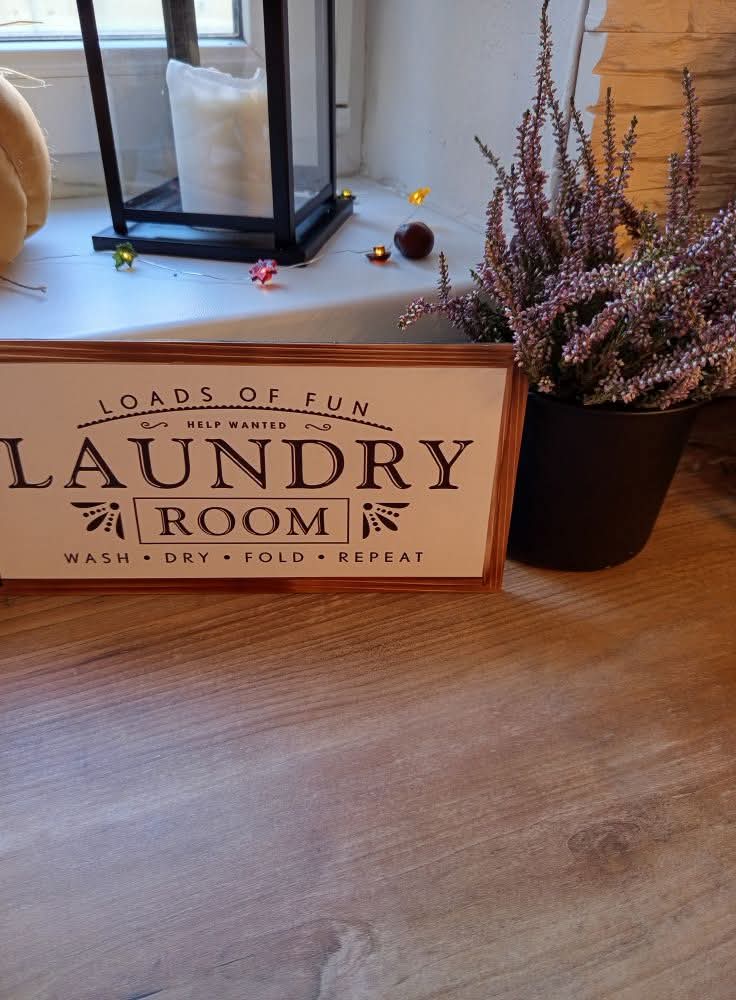 LOADS OF FUN
HELP WANTED
LAUNDRY
ROOM
WASH • DRY • FOLD • REPEAT